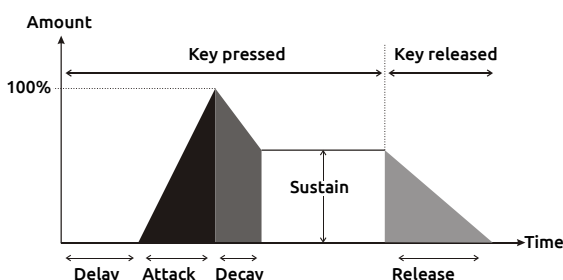 Amount
Key pressed
Key released
100%
Sustain
Time
Delay
Attack
Decay
Release